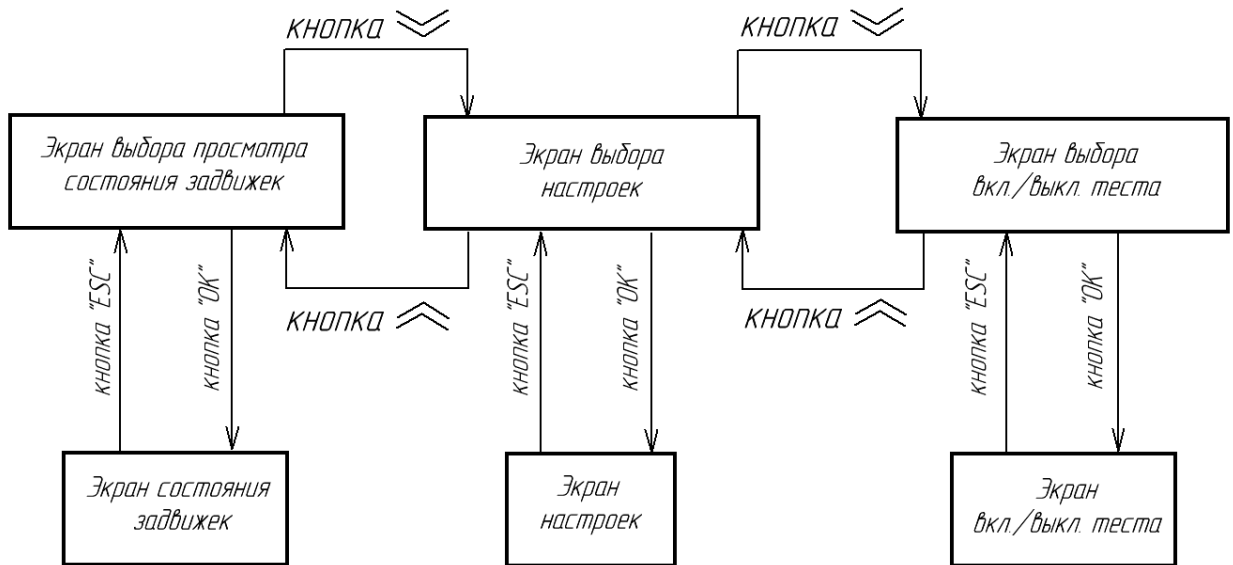 кнопка
кнопка
Экран выбора просмотра
состояния задвижек
Экран выбора
настроек
Экран выбора
вкл./выкл. теста
кнопка "ESC"
кнопка "OK"
кнопка
кнопка "ESC"
кнопка "OK"
кнопка
кнопка "ESC"
кнопка "OK"
Экран состояния
задвижек
Экран
настроек
Экран
вкл./выкл. теста